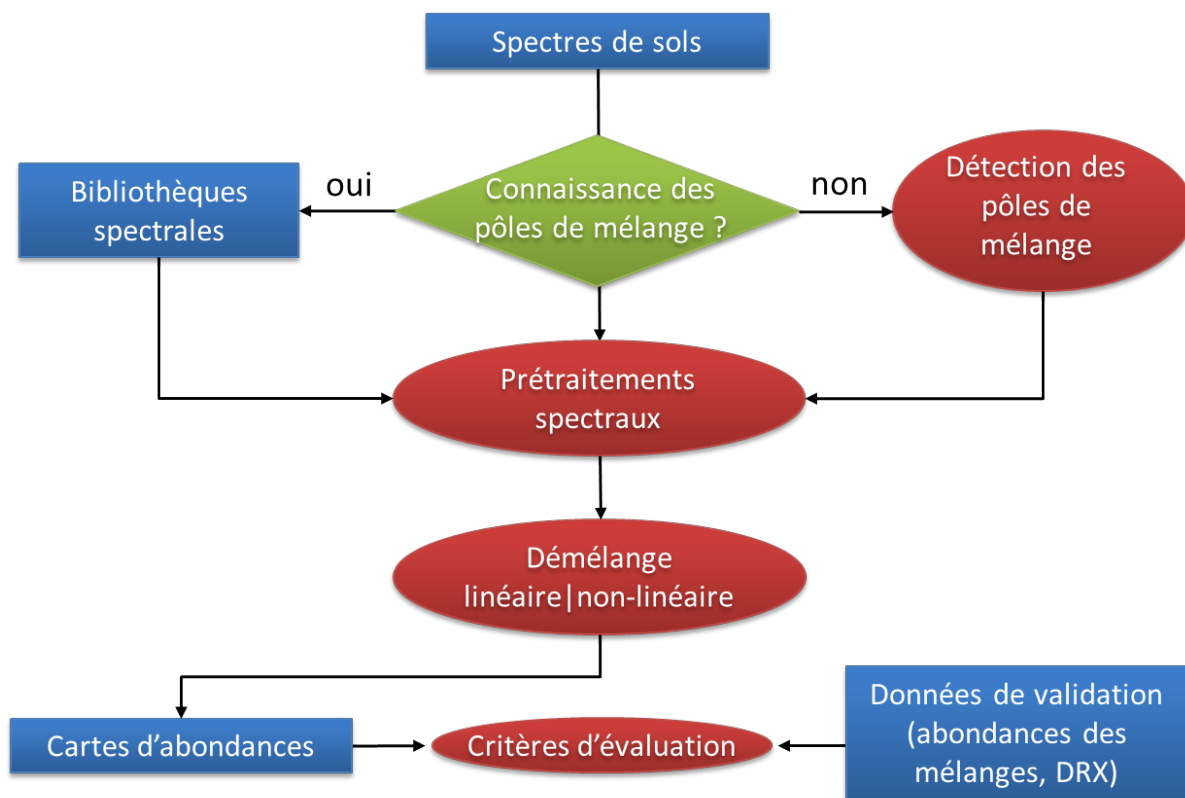 Spectres de sols
Bibliothèques
spectrales
oui
Connaissance des
pôles de mélange ?
non
Détection des
pôles de
mélange
Prétraitements
spectraux
Démélange
linéaire|non-linéaire
Cartes d’abondances
Critères d’évaluation
Données de validation
(abondances des
mélanges, DRX)